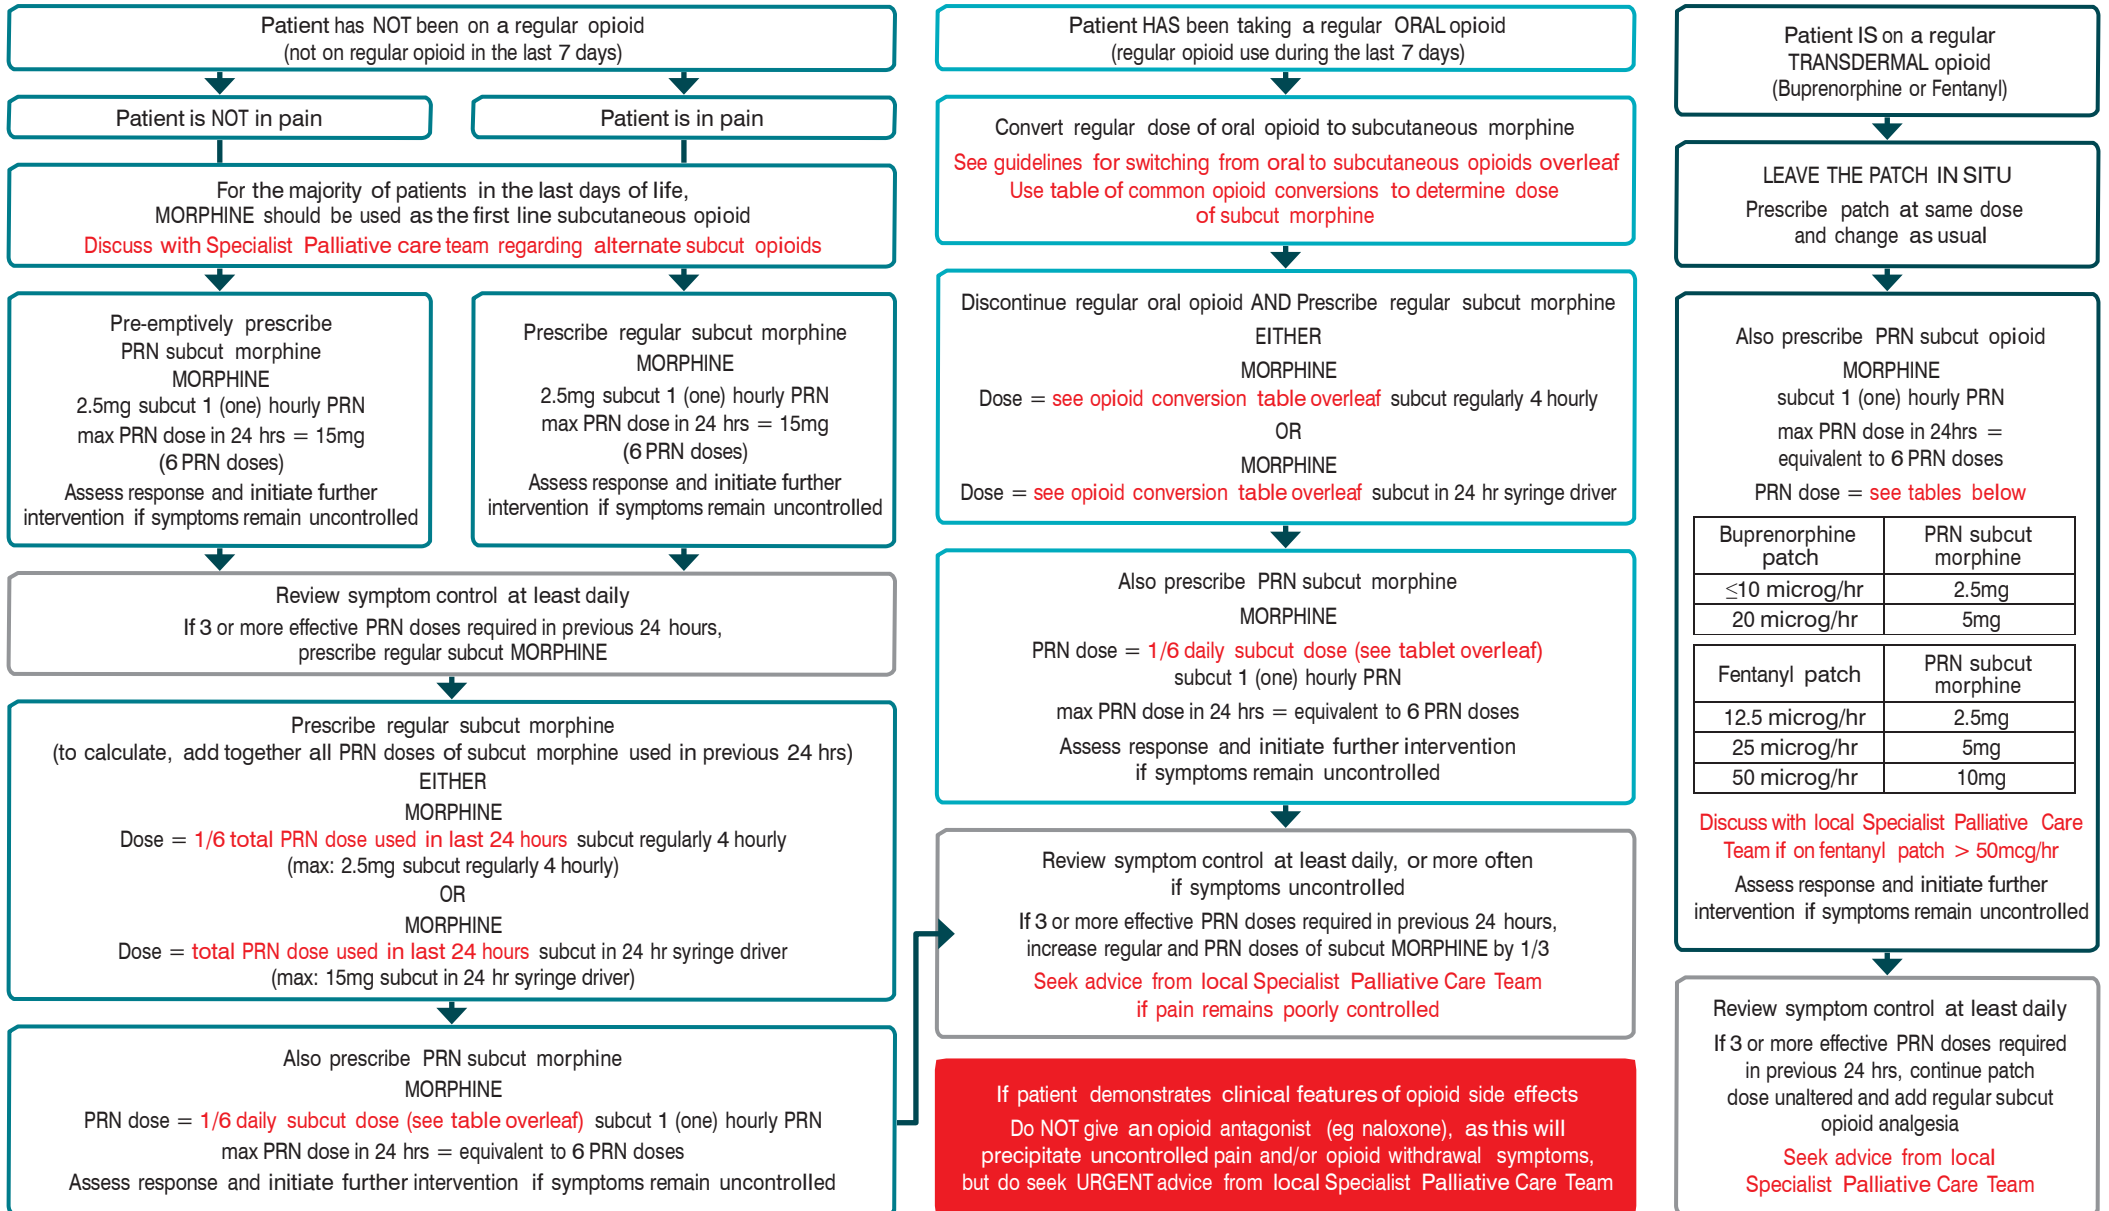 Patient has NOT been on a regular opioid
(not on regular opioid in the last 7 days)
Patient is NOT in pain
Patient is in pain
For the majority of patients in the last days of life,
MORPHINE should be used as the first line subcutaneous opioid
Discuss with Specialist Palliative care team regarding alternate subcut opioids
Pre-emptively prescribe
PRN subcut morphine
MORPHINE
2.5mg subcut 1 (one) hourly PRN
max PRN dose in 24 hrs = 15mg
(6 PRN doses)
Assess response and initiate further
intervention if symptoms remain uncontrolled
Prescribe regular subcut morphine
MORPHINE
2.5mg subcut 1 (one) hourly PRN
max PRN dose in 24 hrs = 15mg
(6 PRN doses)
Assess response and initiate further
intervention if symptoms remain uncontrolled
Review symptom control at least daily
If 3 or more effective PRN doses required in previous 24 hours,
prescribe regular subcut MORPHINE
Prescribe regular subcut morphine
(to calculate, add together all PRN doses of subcut morphine used in previous 24 hrs)
EITHER
MORPHINE
Dose = 1/6 total PRN dose used in last 24 hours subcut regularly 4 hourly
(max: 2.5mg subcut regularly 4 hourly)
OR
MORPHINE
Dose = total PRN dose used in last 24 hours subcut in 24 hr syringe driver
(max: 15mg subcut in 24 hr syringe driver)
Also prescribe PRN subcut morphine
MORPHINE
PRN dose = 1/6 daily subcut dose (see table overleaf) subcut 1 (one) hourly PRN
max PRN dose in 24 hrs = equivalent to 6 PRN doses
Assess response and initiate further intervention if symptoms remain uncontrolled
Patient HAS been taking a regular ORAL opioid
(regular opioid use during the last 7 days)
Convert regular dose of oral opioid to subcutaneous morphine
See guidelines for switching from oral to subcutaneous opioids overleaf
Use table of common opioid conversions to determine dose
of subcut morphine
Discontinue regular oral opioid AND Prescribe regular subcut morphine
EITHER
MORPHINE
Dose = see opioid conversion table overleaf subcut regularly 4 hourly
OR
MORPHINE
Dose = see opioid conversion table overleaf subcut in 24 hr syringe driver
Also prescribe PRN subcut morphine
MORPHINE
PRN dose = 1/6 daily subcut dose (see tablet overleaf)
subcut 1 (one) hourly PRN
max PRN dose in 24 hrs = equivalent to 6 PRN doses
Assess response and initiate further intervention
if symptoms remain uncontrolled
Review symptom control at least daily, or more often
if symptoms uncontrolled
If 3 or more effective PRN doses required in previous 24 hours,
increase regular and PRN doses of subcut MORPHINE by 1/3
Seek advice from local Specialist Palliative Care Team
if pain remains poorly controlled
If patient demonstrates clinical features of opioid side effects
Do NOT give an opioid antagonist (eg naloxone), as this will
precipitate uncontrolled pain and/or opioid withdrawal symptoms,
but do seek URGENT advice from local Specialist Palliative Care Team
Patient IS on a regular
TRANSDERMAL opioid
(Buprenorphine or Fentanyl)
LEAVE THE PATCH IN SITU
Prescribe patch at same dose
and change as usual
Also prescribe PRN subcut opioid
MORPHINE
subcut 1 (one) hourly PRN
max PRN dose in 24hrs =
equivalent to 6 PRN doses
PRN dose = see tables below
Buprenorphine patch PRN subcut morphine
≤10 microg/hr 2.5mg
20 microg/hr 5mg
Fentanyl patch PRN subcut morphine
12.5 microg/hr 2.5mg
25 microg/hr 5mg
50 microg/hr 10mg
Discuss with local Specialist Palliative Care
Team if on fentanyl patch > 50mcg/hr
Assess response and initiate further
intervention if symptoms remain uncontrolled
Review symptom control at least daily
If 3 or more effective PRN doses required
in previous 24 hrs, continue patch
dose unaltered and add regular subcut
opioid analgesia
Seek advice from local
Specialist Palliative Care Team